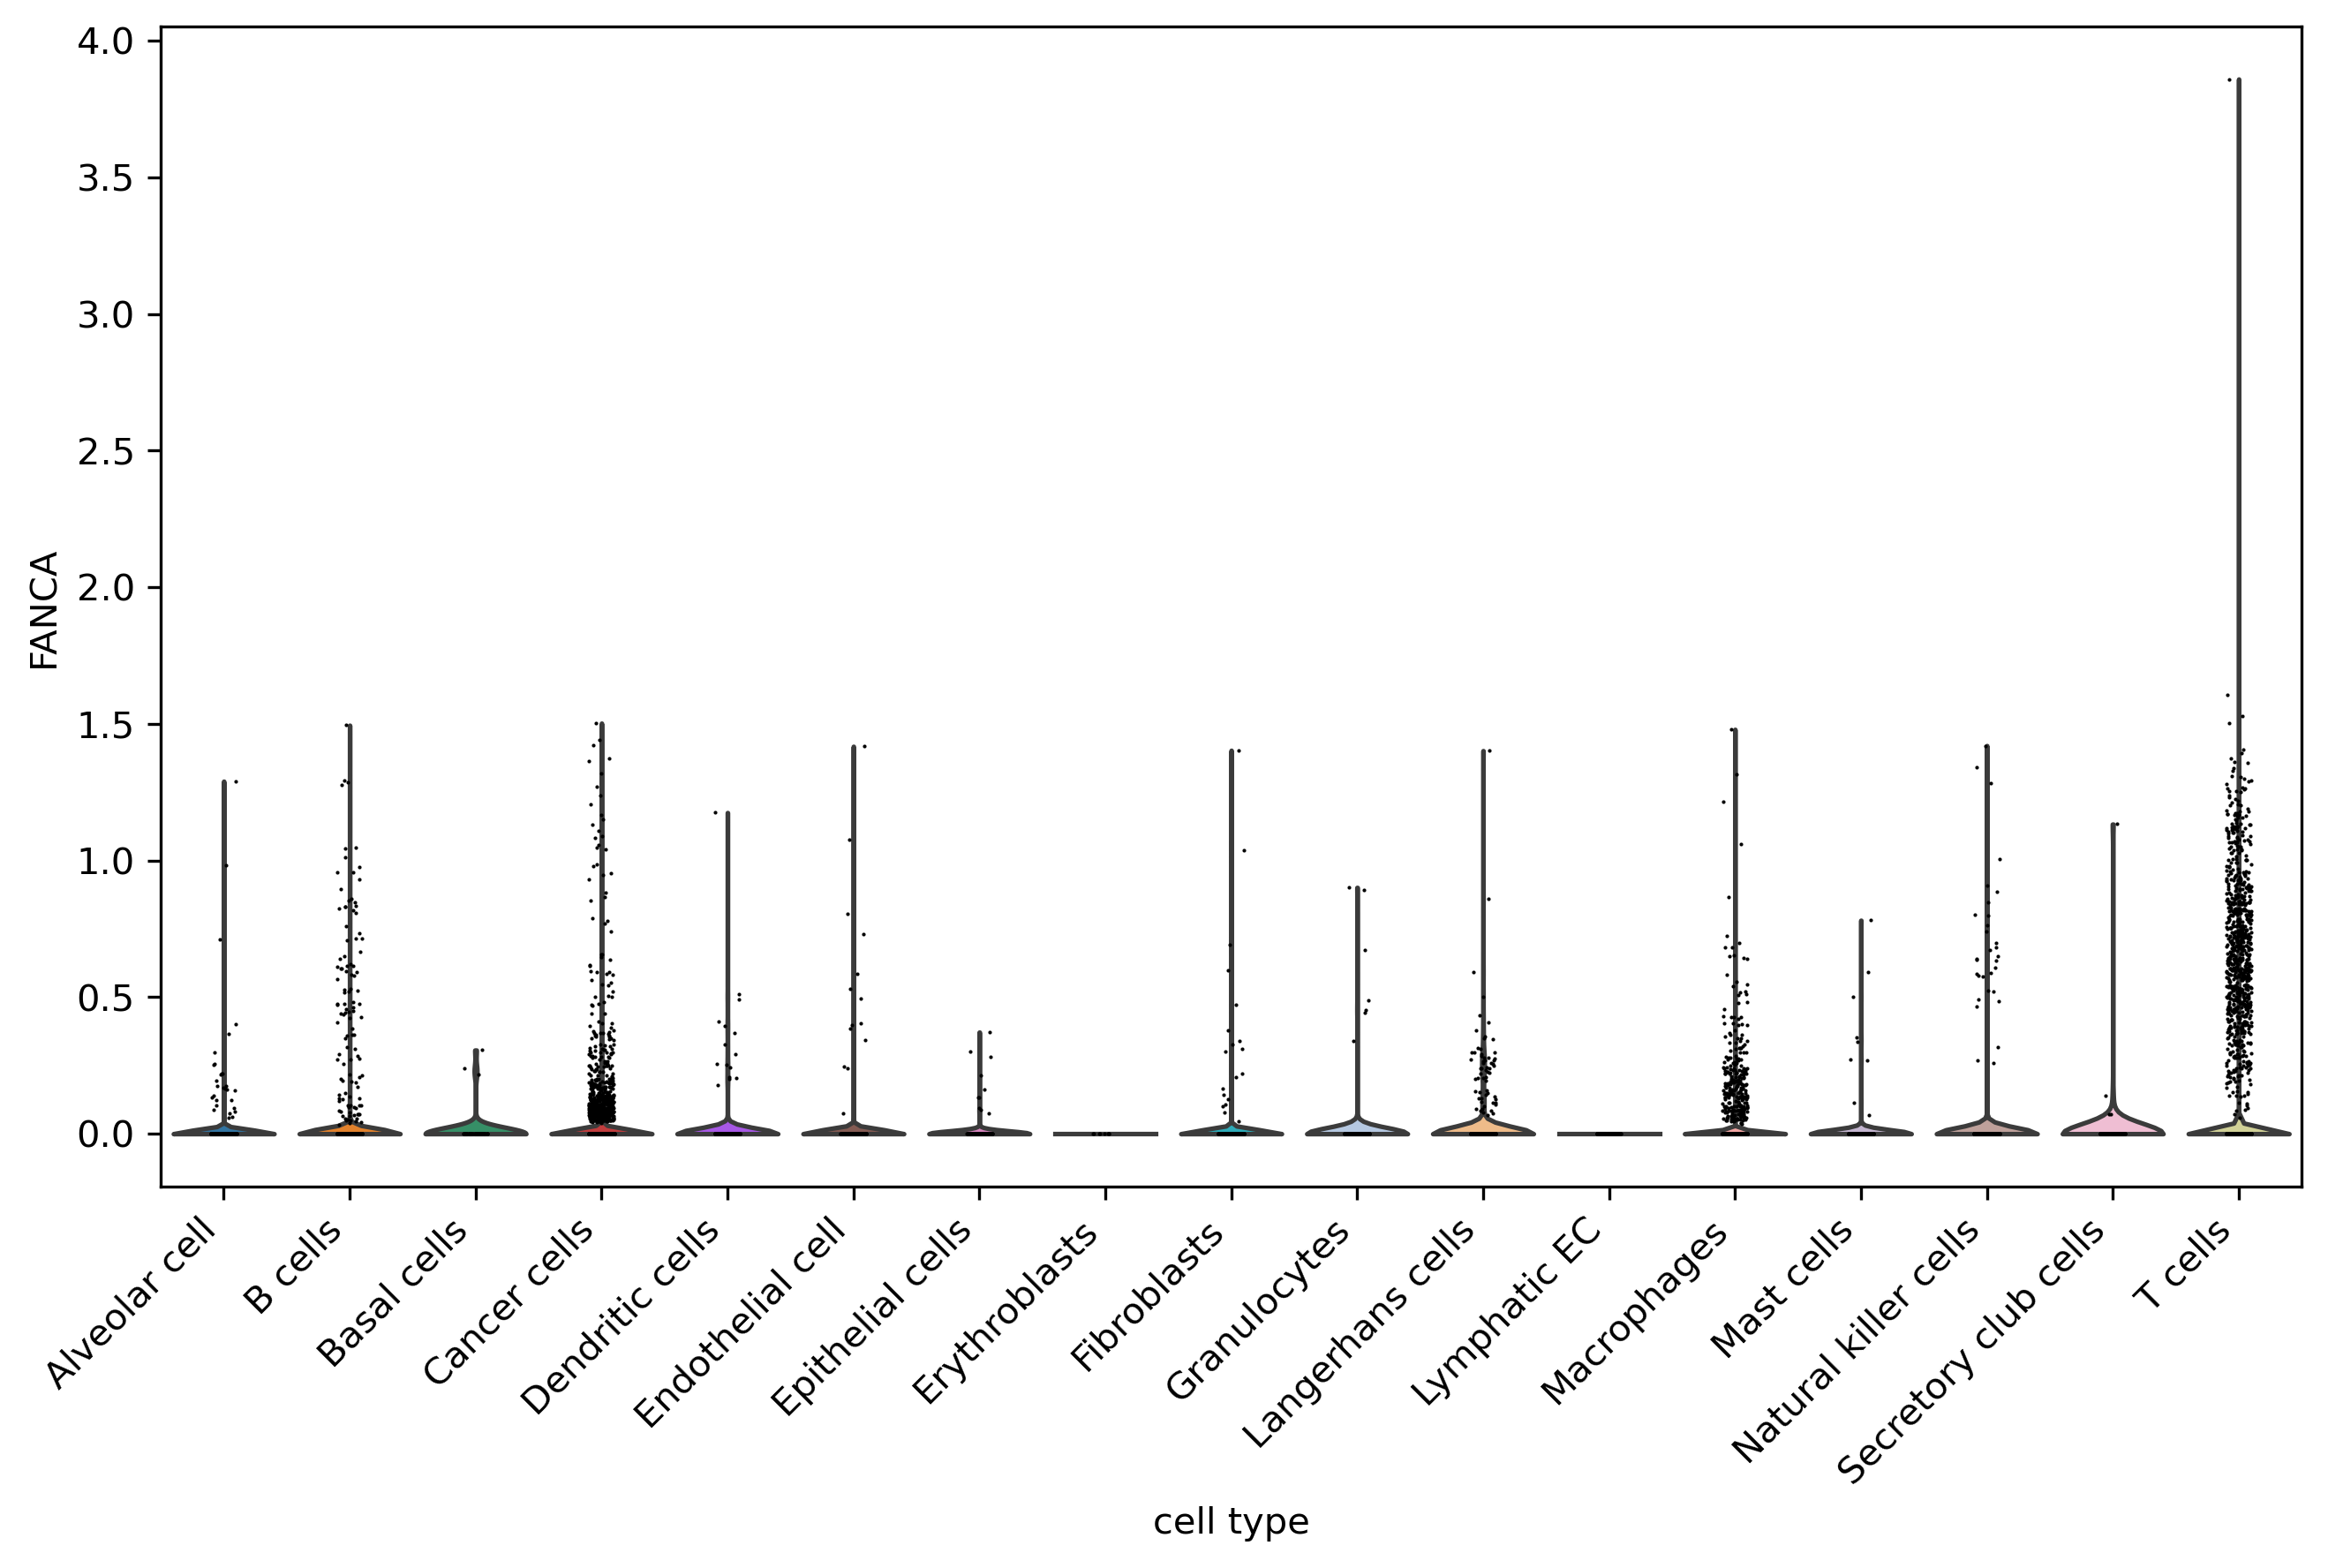 4.0
3.5
3.0
2.5
2.0
1.5
1.0
0.5
0.0
FANCA
Alveolar cell
B cells
Basal cells
Cancer cells
Dendritic cells
Endothelial cell
Epithelial cells
Erythroblasts
Fibroblasts
Granulocytes
Langerhans cells
Lymphatic EC
Macrophages
Mast cells
Natural killer cells
Secretory club cells
T cells
cell type